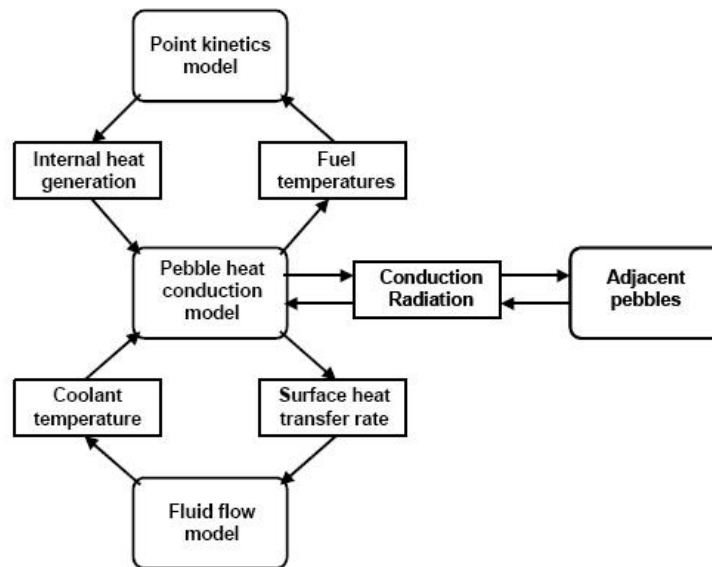 Point kinetics
model
Internal heat
generation
Fuel
temperatures
Pebble heat
conduction
model
Conduction
Radiation
Adjacent
pebbles
Coolant
temperature
Surface heat
transfer rate
Fluid flow
model